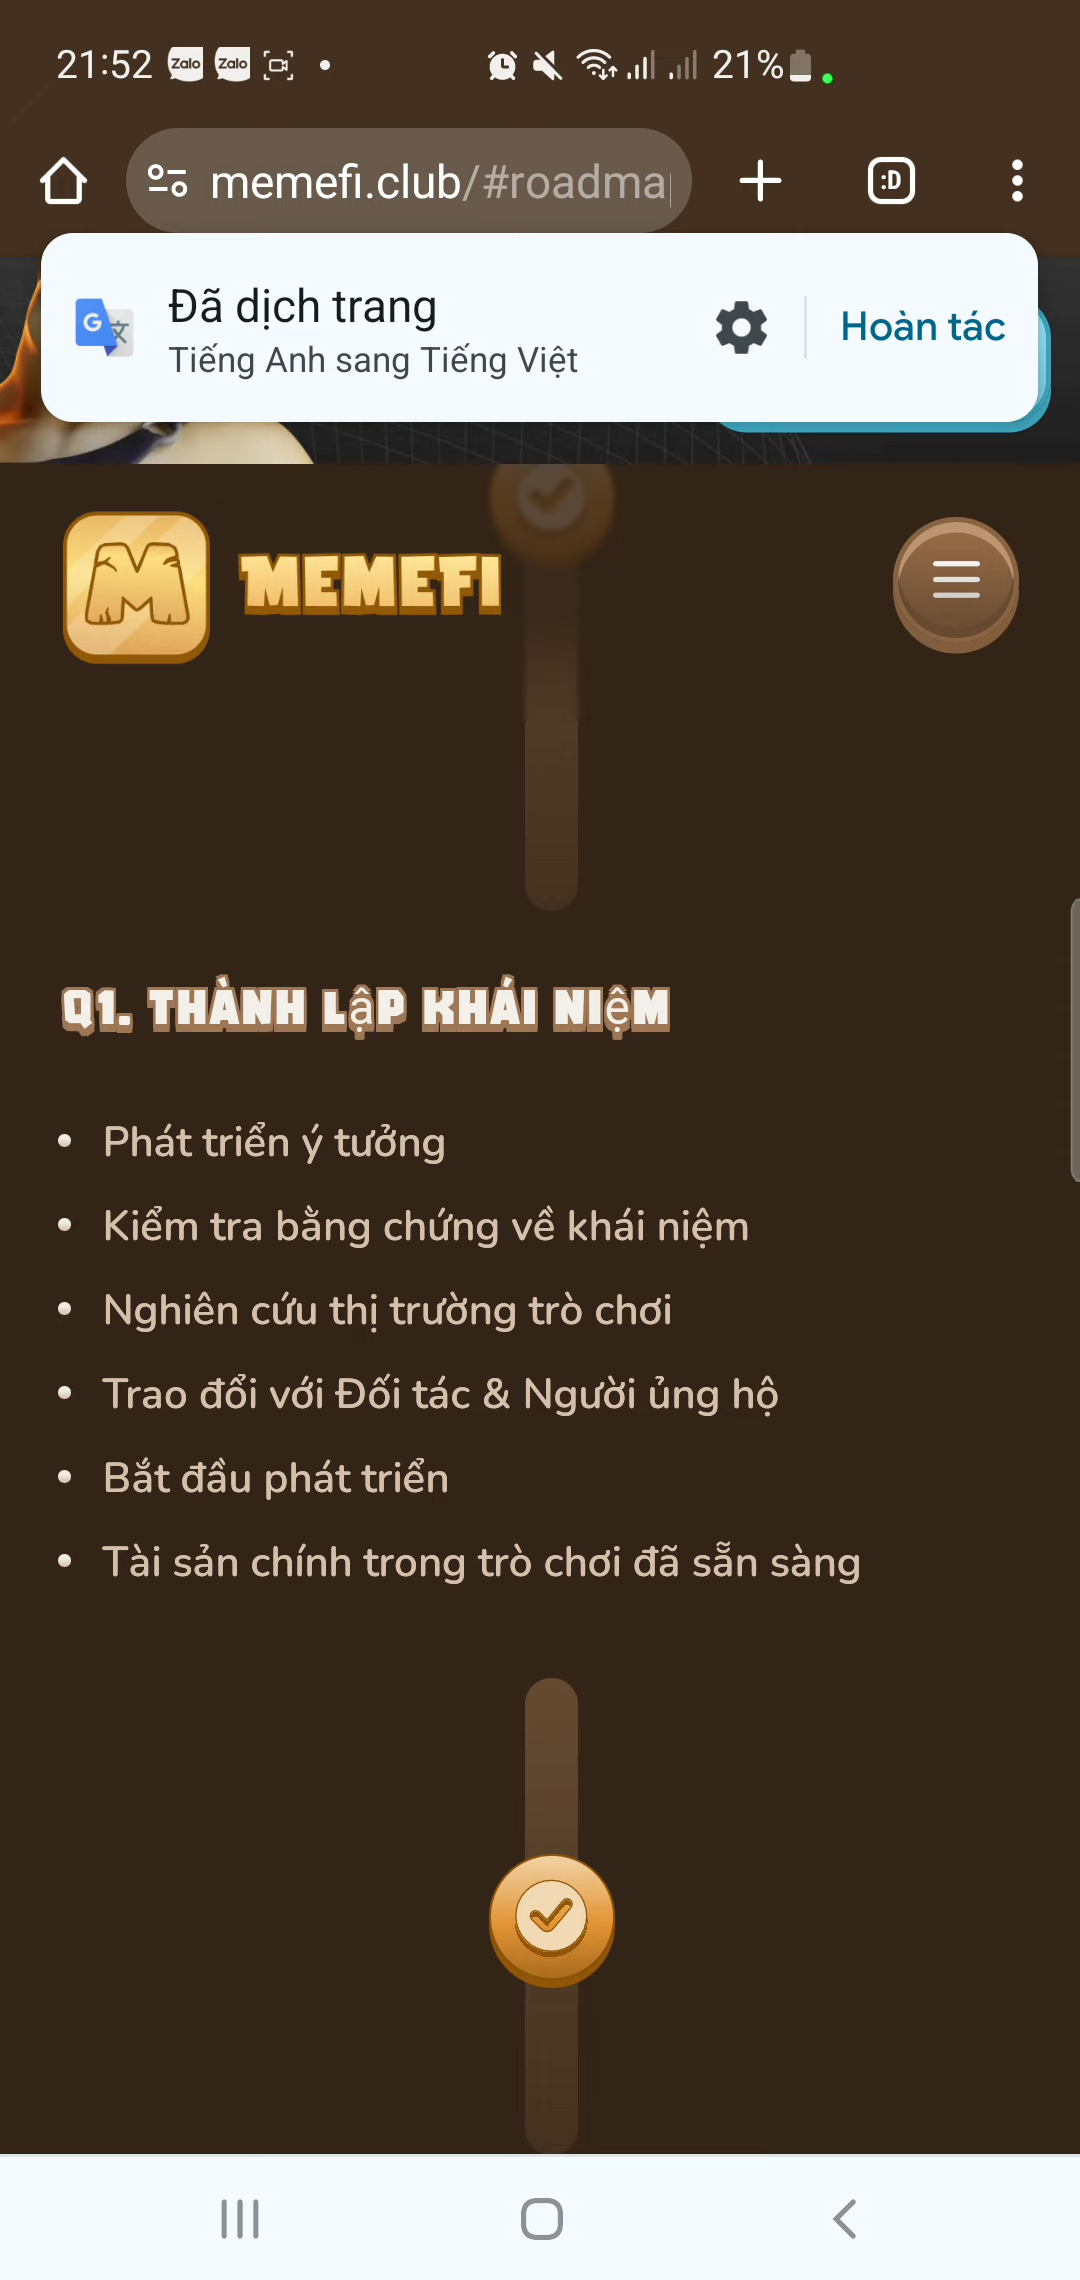 21:52 Zalo Zalo 21%
memefi.club/#roadma
:D
Đã dịch trang
Tiếng Anh sang Tiếng Việt
Hoàn tác
M MEMEFI
Q1. THÀNH LậP KHÁI NIệM
• Phát triển ý tưởng
• Kiểm tra bằng chứng về khái niệm
• Nghiên cứu thị trường trò chơi
• Trao đổi với Đối tác & Người ủng hộ
• Bắt đầu phát triển
• Tài sản chính trong trò chơi đã sẵn sàng